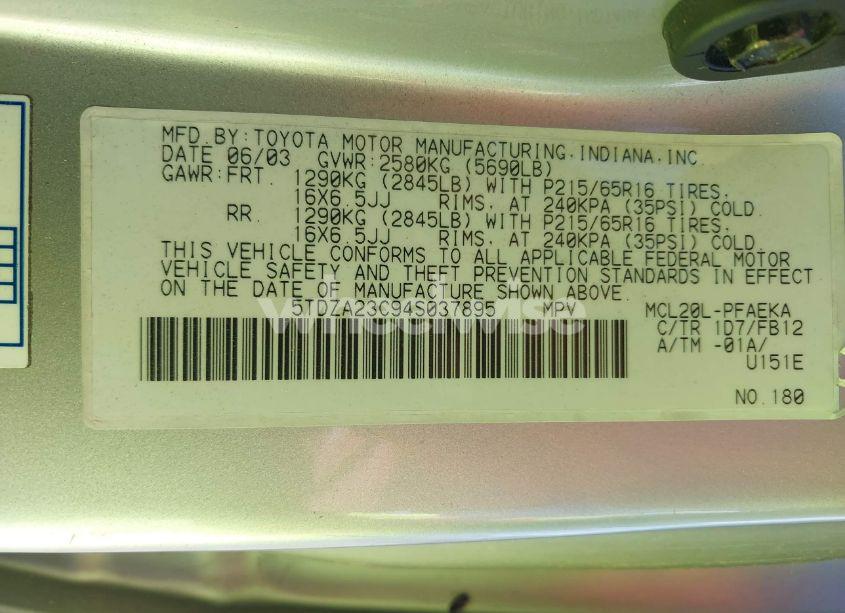 MFD.BY:TOYOTA MOTOR MANUFACTURING,INDIANA,INC.
DATE 06/03 GVWR:2580KG (5690LB)
GAWR:FRT. 1290KG (2845LB) WITH P215/65R16 TIRES.
16X6.5JJ RIMS, AT 240KPA (35PSI) COLD.
RR. 1290KG (2845LB) WITH P215/65R16 TIRES.
16X6.5JJ RIMS, AT 240KPA (35PSI) COLD.
THIS VEHICLE CONFORMS TO ALL APPLICABLE FEDERAL MOTOR
VEHICLE SAFETY AND THEFT PREVENTION STANDARDS IN EFFECT
ON THE DATE OF MANUFACTURE SHOWN ABOVE.
5TDZA23C94S037895 MPV MCL20L-PFAEKA
wheelwise
C/TR 1D7/FB12
A/TM -01A/
U151E
NO.180